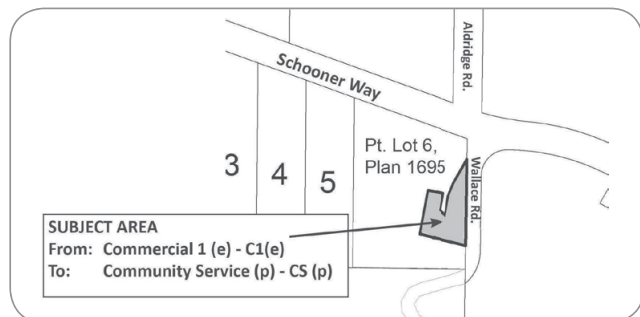 Aldridge Rd.
Schooner Way
Pt. Lot 6,
Plan 1695
3
4
5
Wallace Rd.
SUBJECT AREA
From: Commercial 1 (e) - C1(e)
To: Community Service (p) - CS (p)